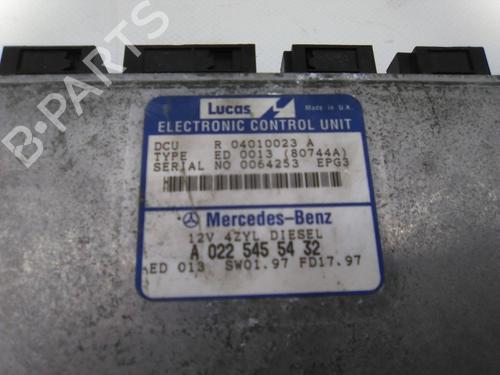 Lucas Made in U.K.
ELECTRONIC CONTROL UNIT
DCU R 04010023 A
TYPE ED 0013 (80744A)
SERIAL NO 0064253 EPG3
Mercedes-Benz
12V 4ZYL DIESEL
A 022 545 54 32
ED 013 SW01.97 FD17.97